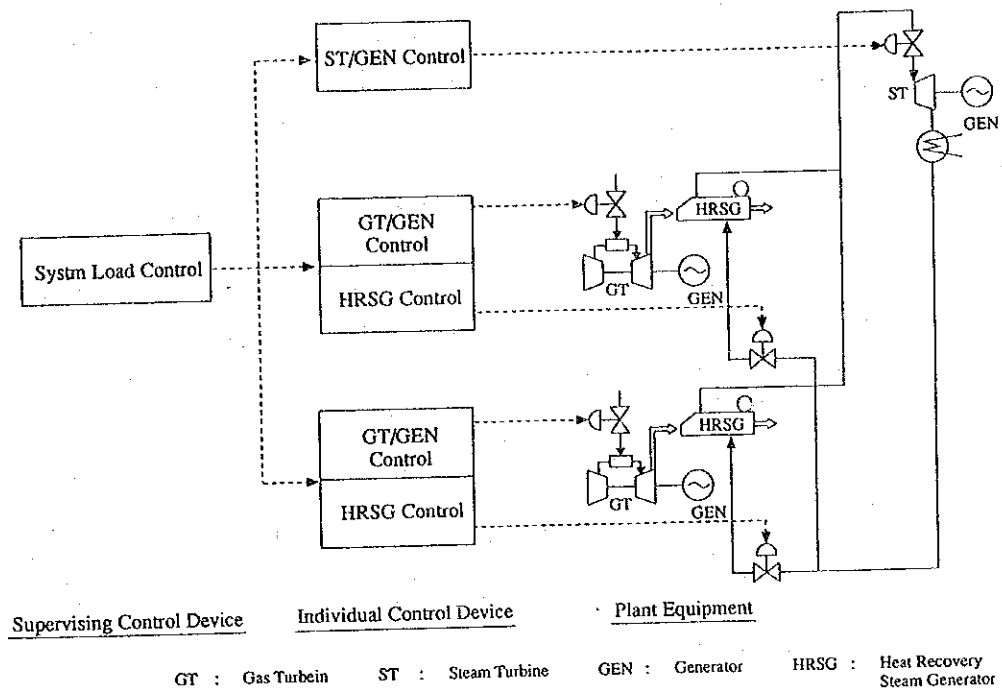 ST/GEN Control
ST
GEN
GT/GEN
Control
HRSG Control
Systm Load Control
HRSG
GT
GEN
GT/GEN
Control
HRSG Control
HRSG
GT
GEN
Supervising Control Device
Individual Control Device
Plant Equipment
GT : Gas Turbein
ST : Steam Turbine
GEN : Generator
HRSG : Heat Recovery
Steam Generator